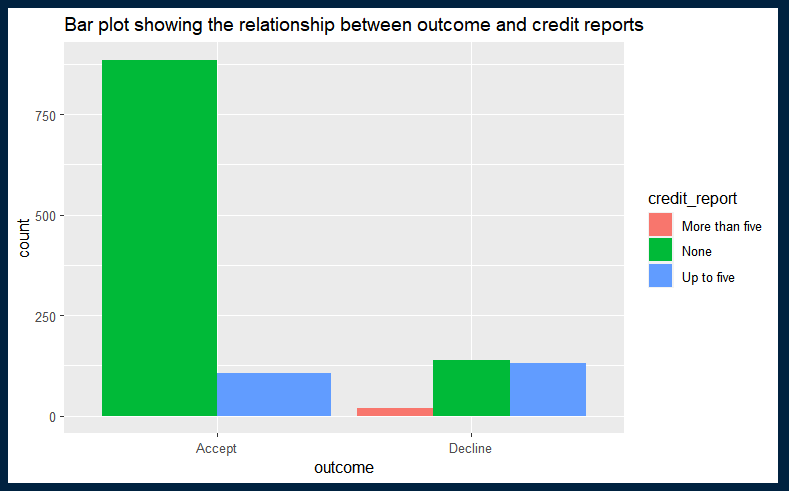 Bar plot showing the relationship between outcome and credit reports
750
500
250
0
count
Accept
Decline
outcome
credit_report
More than five
None
Up to five